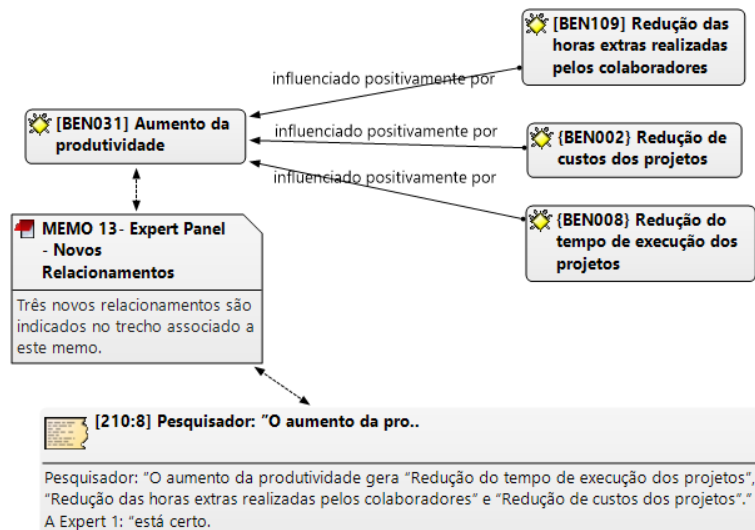 [BEN109] Redução das
horas extras realizadas
pelos colaboradores
influenciado positivamente por
[BEN031] Aumento da
produtividade
influenciado positivamente por
{BEN002} Redução de
custos dos projetos
influenciado positivamente por
{BEN008} Redução do
tempo de execução dos
projetos
MEMO 13- Expert Panel
- Novos
Relacionamentos
Três novos relacionamentos são
indicados no trecho associado a
este memo.
[210:8] Pesquisador: "O aumento da pro..
Pesquisador: "O aumento da produtividade gera "Redução do tempo de execução dos projetos",
"Redução das horas extras realizadas pelos colaboradores" e "Redução de custos dos projetos"."
A Expert 1: "está certo.